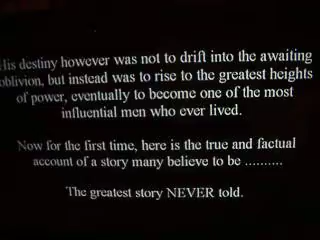 His destiny however was not to drift into the awaiting
oblivion, but instead was to rise to the greatest heights
of power, eventually to become one of the most
influential men who ever lived.
Now for the first time, here is the true and factual
account of a story many believe to be ..........
The greatest story NEVER told.